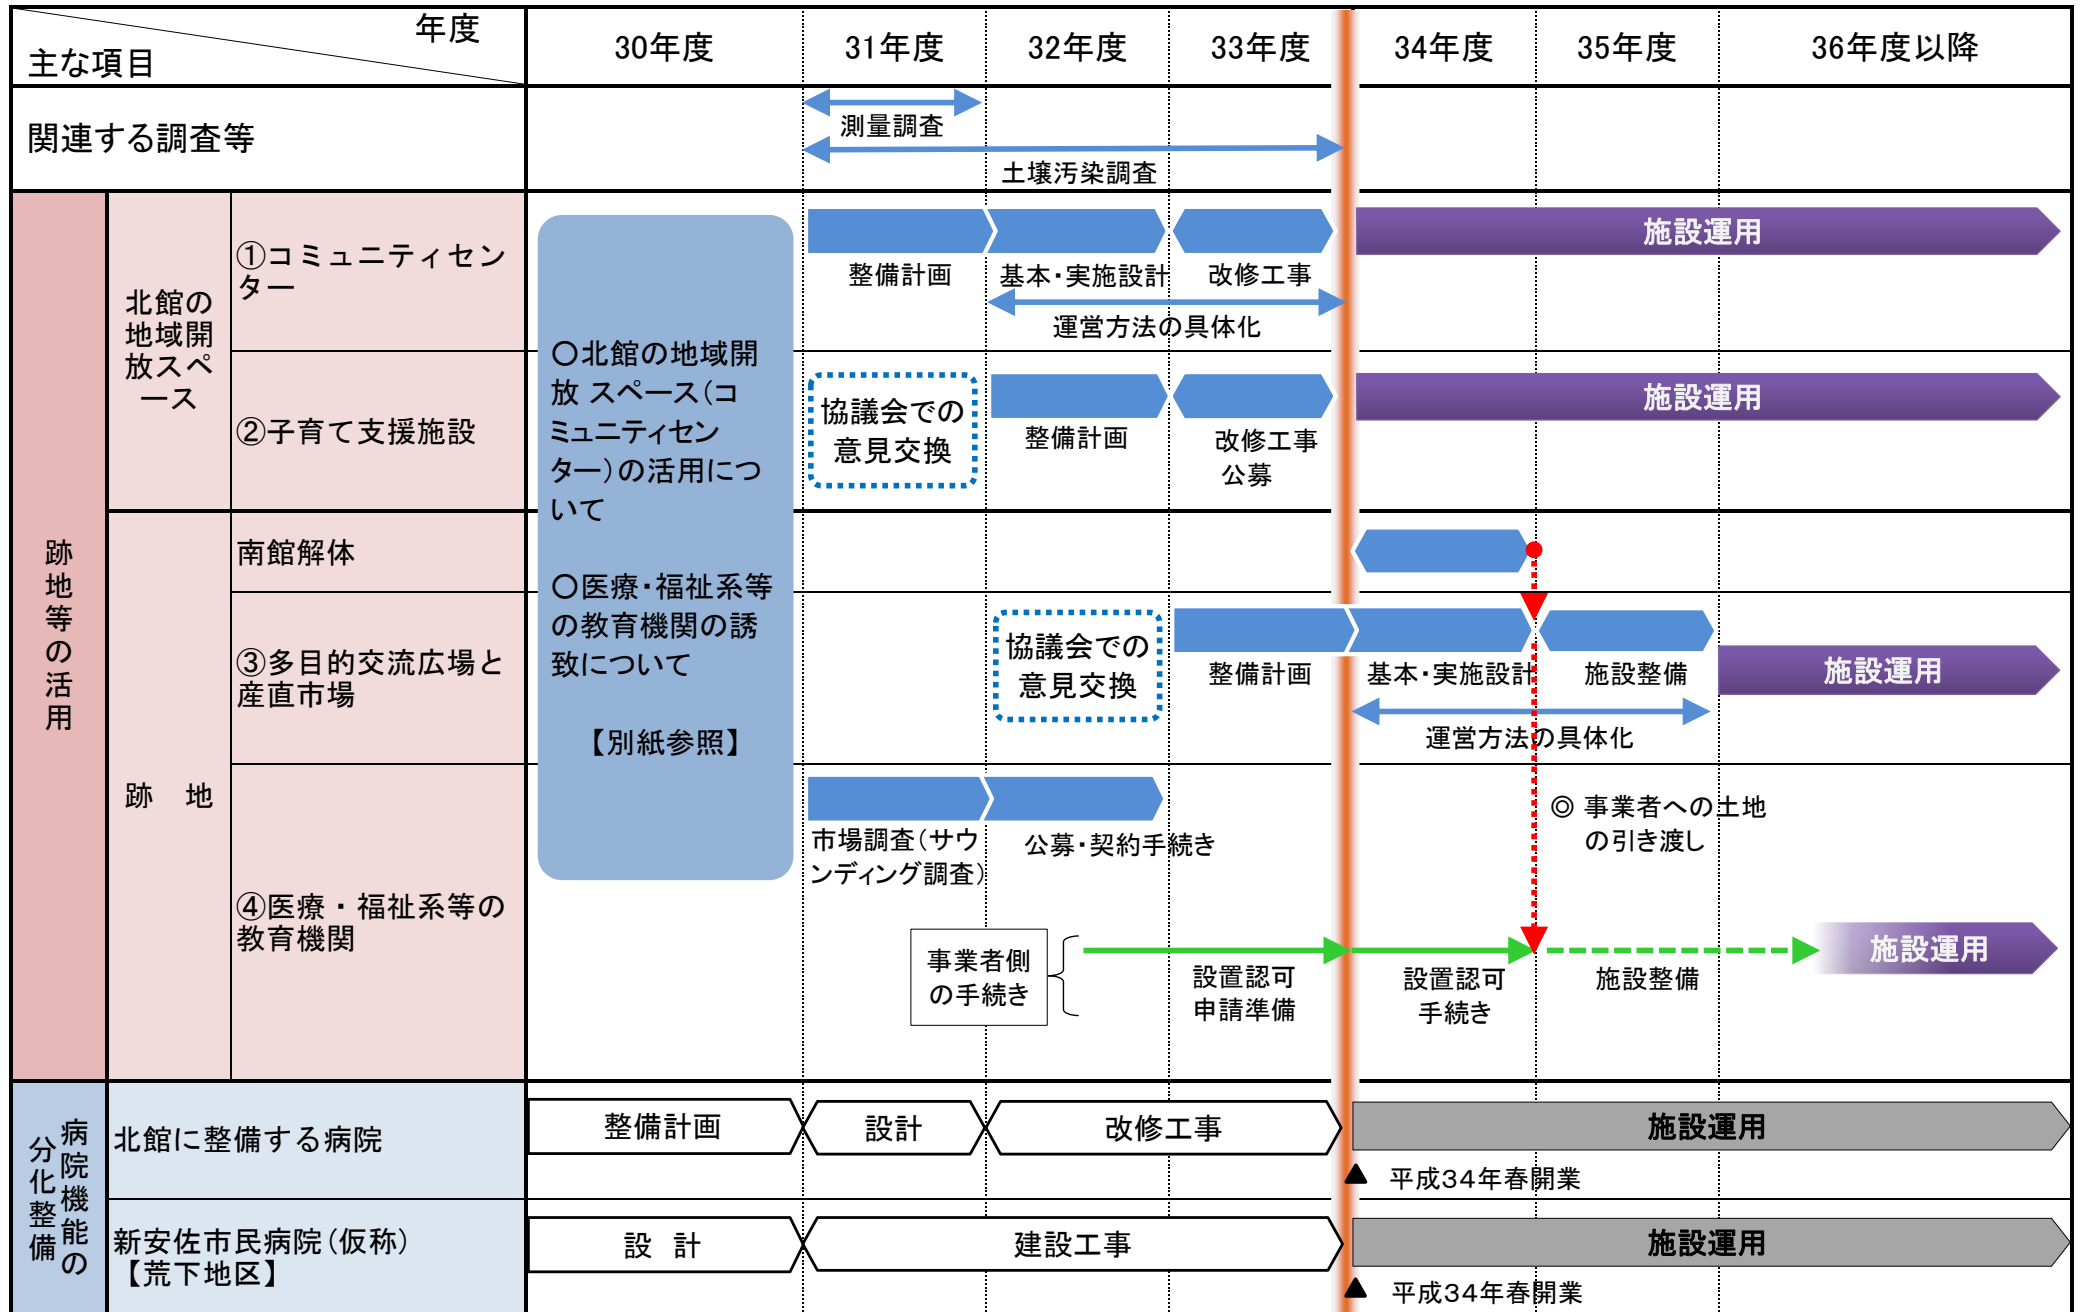 年度
主な項目
30年度
31年度
32年度
33年度
34年度
35年度
36年度以降
関連する調査等
測量調査
土壌汚染調査
跡地等の活用
北館の
地域開
放スペ
ース
①コミュニティセン
ター
整備計画
基本・実施設計
改修工事
運営方法の具体化
施設運用
②子育て支援施設
協議会での
意見交換
整備計画
改修工事
公募
施設運用
〇北館の地域開
放 スペース(コ
ミュニティセン
ター)の活用につ
いて
〇医療・福祉系等
の教育機関の誘
致について
【別紙参照】
跡 地
南館解体
③多目的交流広場と
産直市場
協議会での
意見交換
整備計画
基本・実施設計
施設整備
運営方法の具体化
施設運用
④医療・福祉系等の
教育機関
市場調査(サウ
ンディング調査)
公募・契約手続き
◎ 事業者への土地
の引き渡し
事業者側
の手続き
設置認可
申請準備
設置認可
手続き
施設整備
施設運用
病院機能の
分化整備
北館に整備する病院
整備計画
設計
改修工事
施設運用
▲ 平成34年春開業
新安佐市民病院(仮称)
【荒下地区】
設 計
建設工事
施設運用
▲ 平成34年春開業